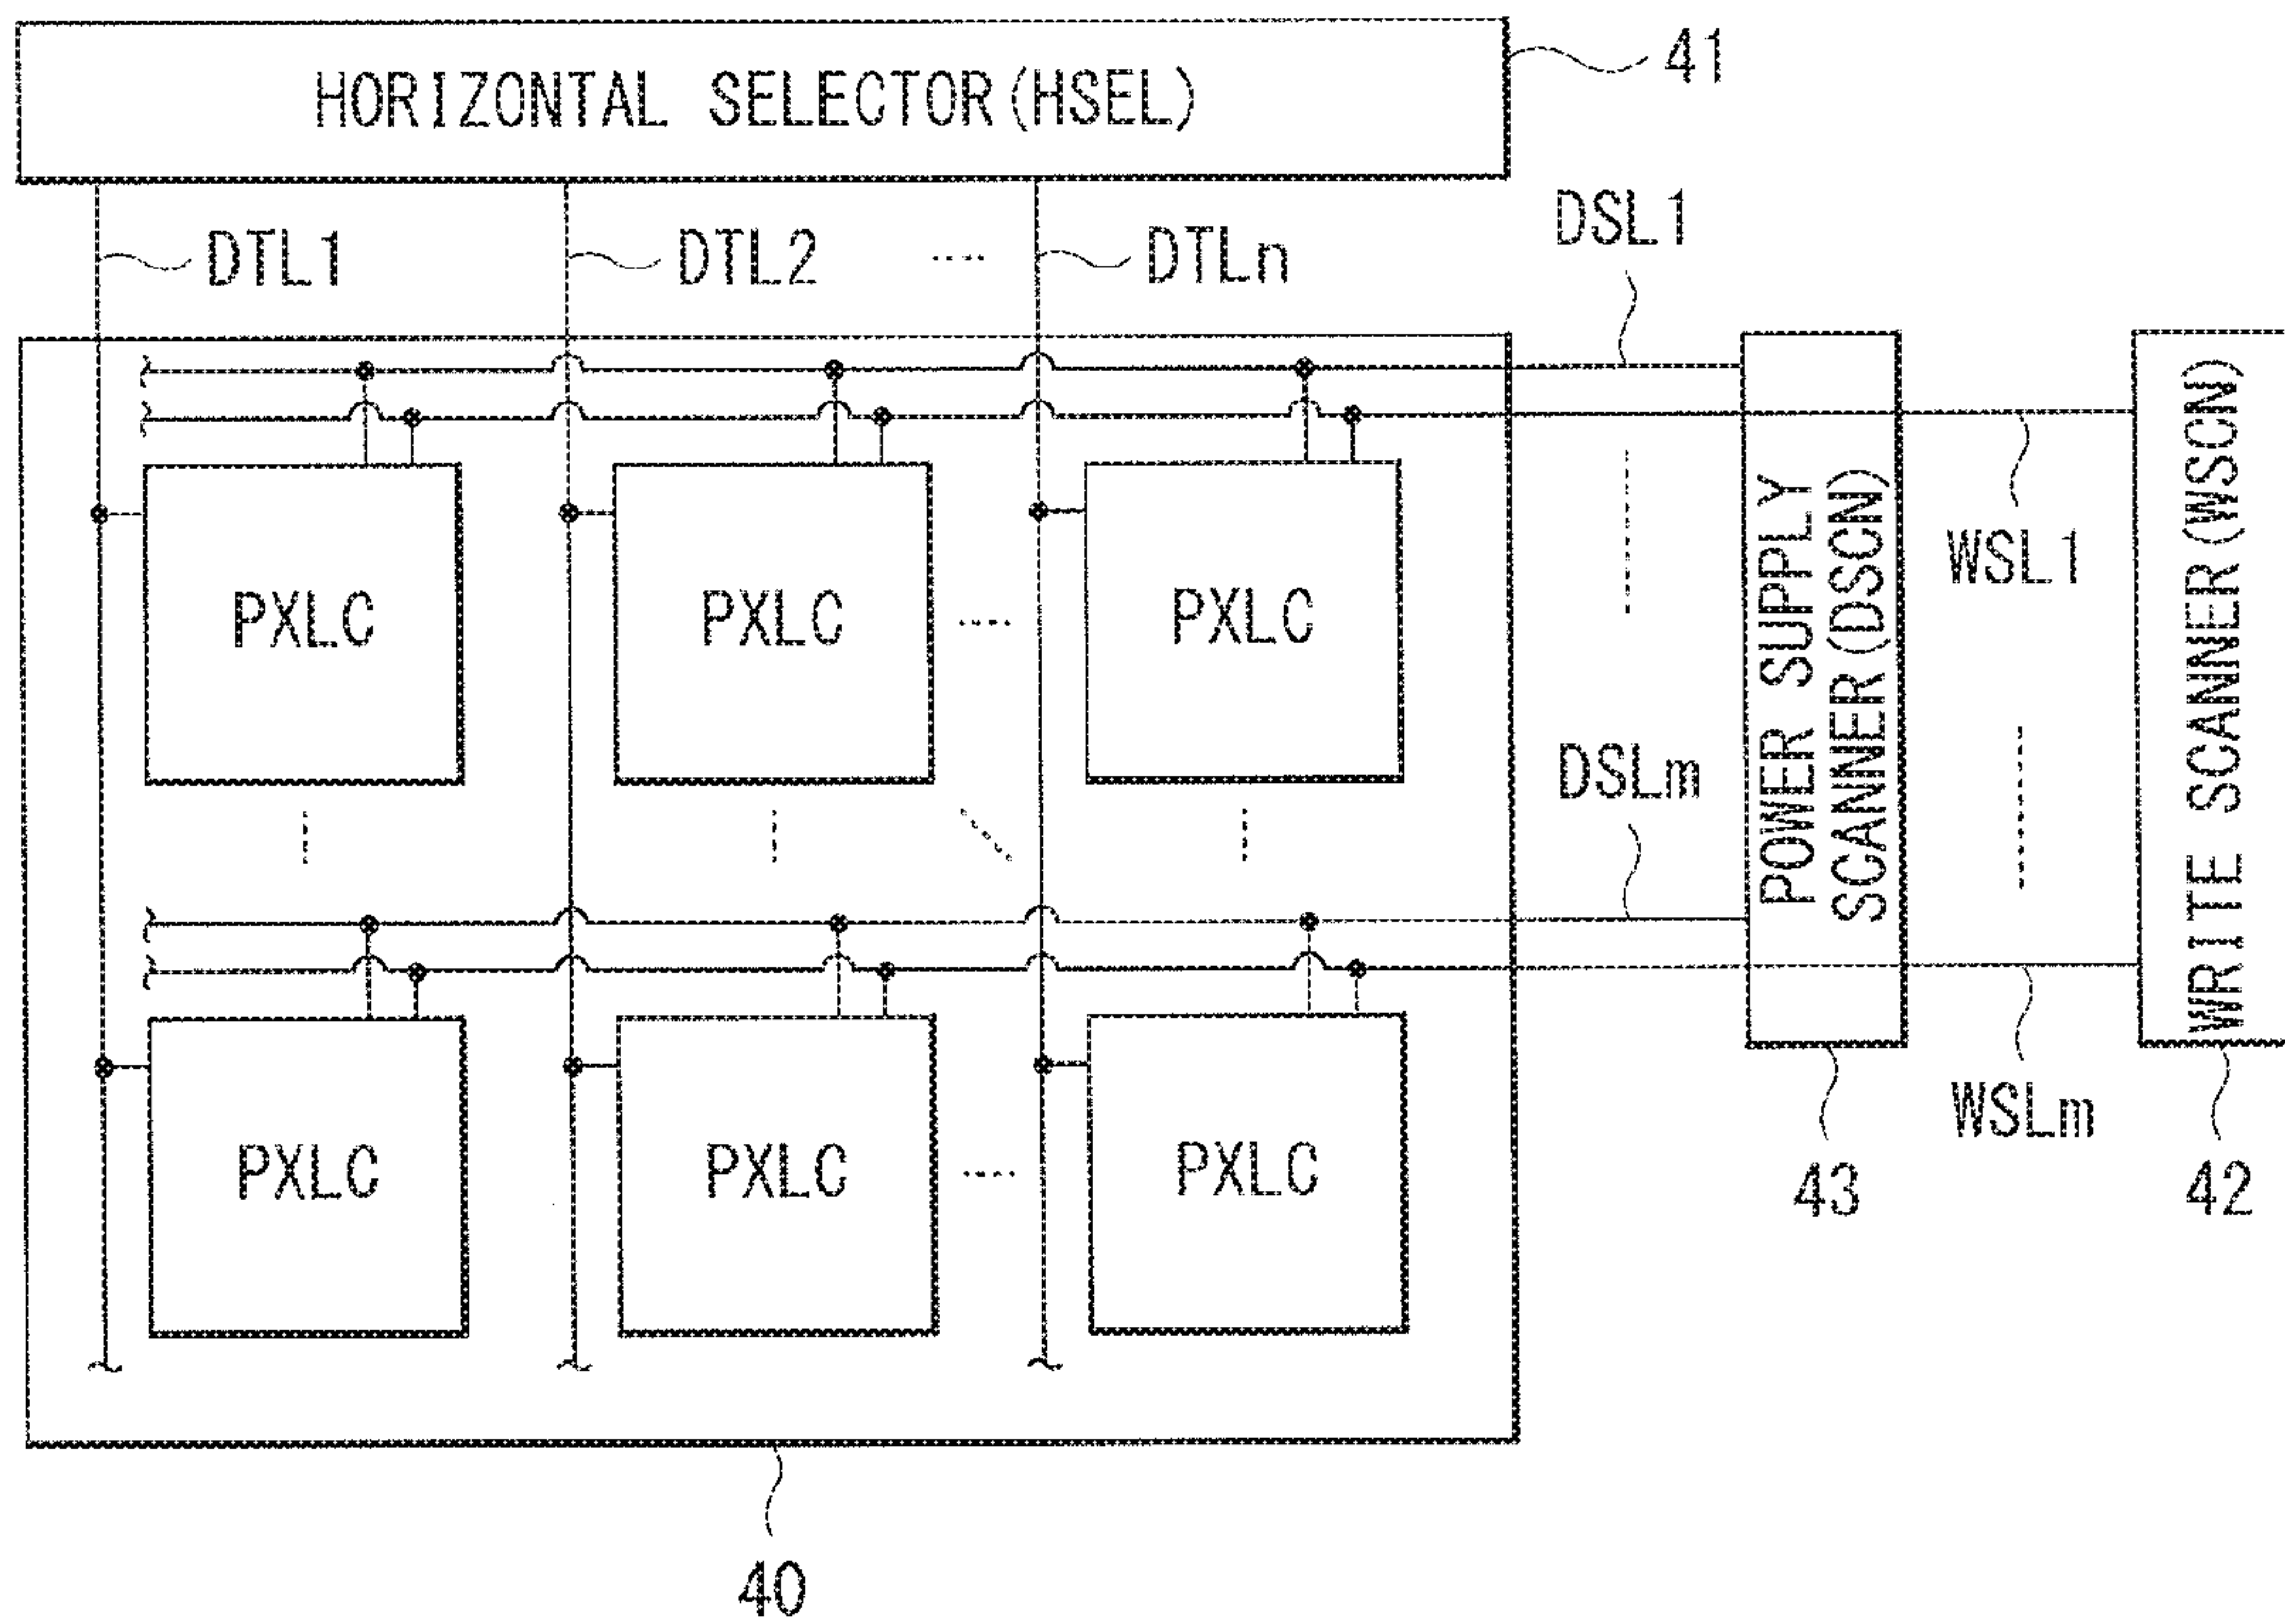 HORIZONTAL SELECTOR(HSEL)
41
DTL1
DTL2
DTLn
DSL1
PXLC
PXLC
PXLC
WSL1
DSLm
POWER SUPPLY
SCANNER(DSCN)
WRITE SCANNER(WSCN)
PXLC
PXLC
PXLC
WSLm
43
42
40